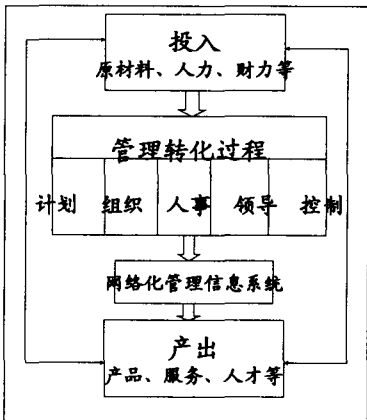 投入
原材料、人力、财力等
管理转化过程
计划 组织 人事 领导 控制
网络化管理信息系统
产出
产品、服务、人才等